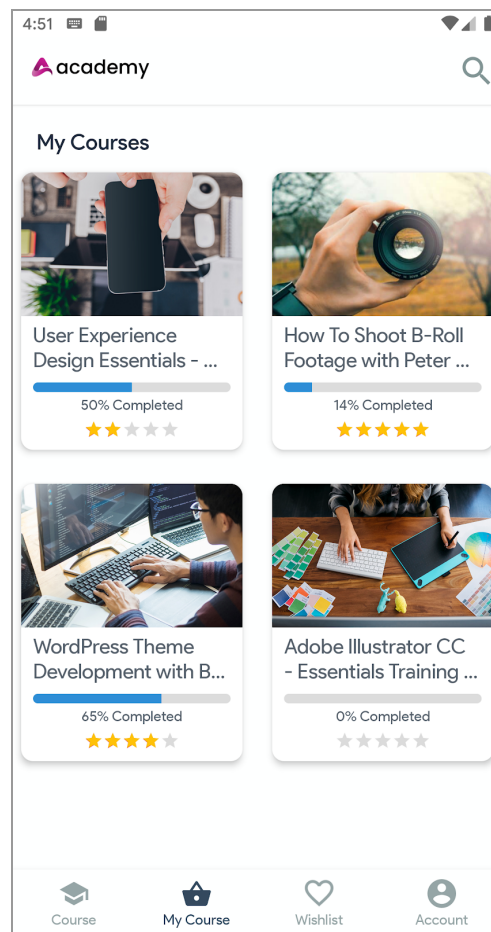 4:51
academy
My Courses
User Experience
Design Essentials - ...
50% Completed
How To Shoot B-Roll
Footage with Peter ...
14% Completed
WordPress Theme
Development with B...
65% Completed
Adobe Illustrator CC
- Essentials Training ...
0% Completed
Course
My Course
Wishlist
Account